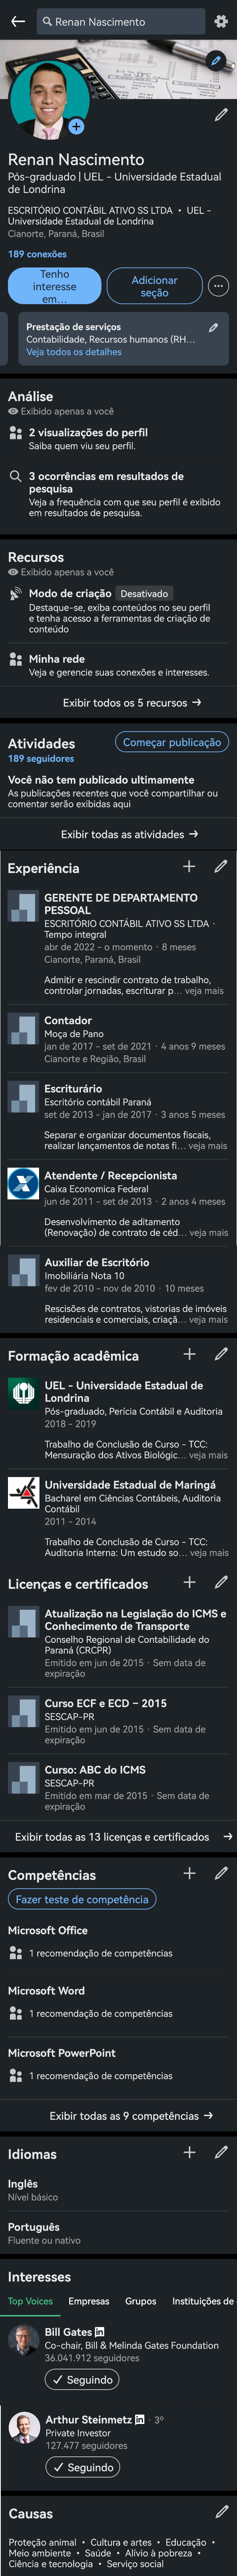 Renan Nascimento
Renan Nascimento
Pós-graduado | UEL - Universidade Estadual
de Londrina
ESCRITÓRIO CONTÁBIL ATIVO SS LTDA • UEL -
Universidade Estadual de Londrina
Cianorte, Paraná, Brasil
189 conexões
Tenho
interesse
em…
Adicionar
seção
Prestação de serviços
Contabilidade, Recursos humanos (RH…
Veja todos os detalhes
Análise
Exibido apenas a você
2 visualizações do perfil
Saiba quem viu seu perfil.
3 ocorrências em resultados de
pesquisa
Veja a frequência com que seu perfil é exibido
em resultados de pesquisa.
Recursos
Exibido apenas a você
Modo de criação Desativado
Destaque-se, exiba conteúdos no seu perfil
e tenha acesso a ferramentas de criação de
conteúdo
Minha rede
Veja e gerencie suas conexões e interesses.
Exibir todos os 5 recursos →
Atividades
Começar publicação
189 seguidores
Você não tem publicado ultimamente
As publicações recentes que você compartilhar ou
comentar serão exibidas aqui
Exibir todas as atividades →
Experiência
GERENTE DE DEPARTAMENTO
PESSOAL
ESCRITÓRIO CONTÁBIL ATIVO SS LTDA ·
Tempo integral
abr de 2022 - o momento · 8 meses
Cianorte, Paraná, Brasil
Admitir e rescindir contrato de trabalho,
controlar jornadas, escriturar p… veja mais
Contador
Moça de Pano
jan de 2017 - set de 2021 · 4 anos 9 meses
Cianorte e Região, Brasil
Escriturário
Escritório contábil Paraná
set de 2013 - jan de 2017 · 3 anos 5 meses
Separar e organizar documentos fiscais,
realizar lançamentos de notas fi… veja mais
Atendente / Recepcionista
Caixa Economica Federal
jun de 2011 - set de 2013 · 2 anos 4 meses
Desenvolvimento de aditamento
(Renovação) de contrato de céd… veja mais
Auxiliar de Escritório
Imobiliária Nota 10
fev de 2010 - nov de 2010 · 10 meses
Rescisões de contratos, vistorias de imóveis
residenciais e comerciais, criaçã… veja mais
Formação acadêmica
UEL - Universidade Estadual de
Londrina
Pós-graduado, Perícia Contábil e Auditoria
2018 - 2019
Trabalho de Conclusão de Curso - TCC:
Mensuração dos Ativos Biológic… veja mais
Universidade Estadual de Maringá
Bacharel em Ciências Contábeis, Auditoria
Contábil
2011 - 2014
Trabalho de Conclusão de Curso - TCC:
Auditoria Interna: Um estudo so… veja mais
Licenças e certificados
Atualização na Legislação do ICMS e
Conhecimento de Transporte
Conselho Regional de Contabilidade do
Paraná (CRCPR)
Emitido em jun de 2015 · Sem data de
expiração
Curso ECF e ECD – 2015
SESCAP-PR
Emitido em jun de 2015 · Sem data de
expiração
Curso: ABC do ICMS
SESCAP-PR
Emitido em mar de 2015 · Sem data de
expiração
Exibir todas as 13 licenças e certificados →
Competências
Fazer teste de competência
Microsoft Office
1 recomendação de competências
Microsoft Word
1 recomendação de competências
Microsoft PowerPoint
1 recomendação de competências
Exibir todas as 9 competências →
Idiomas
Inglês
Nível básico
Português
Fluente ou nativo
Interesses
Top Voices Empresas Grupos Instituições de
Bill Gates in
Co-chair, Bill & Melinda Gates Foundation
36.041.912 seguidores
✓ Seguindo
Arthur Steinmetz in · 3º
Private Investor
127.477 seguidores
✓ Seguindo
Causas
Proteção animal • Cultura e artes • Educação •
Meio ambiente • Saúde • Alívio à pobreza •
Ciência e tecnologia • Serviço social